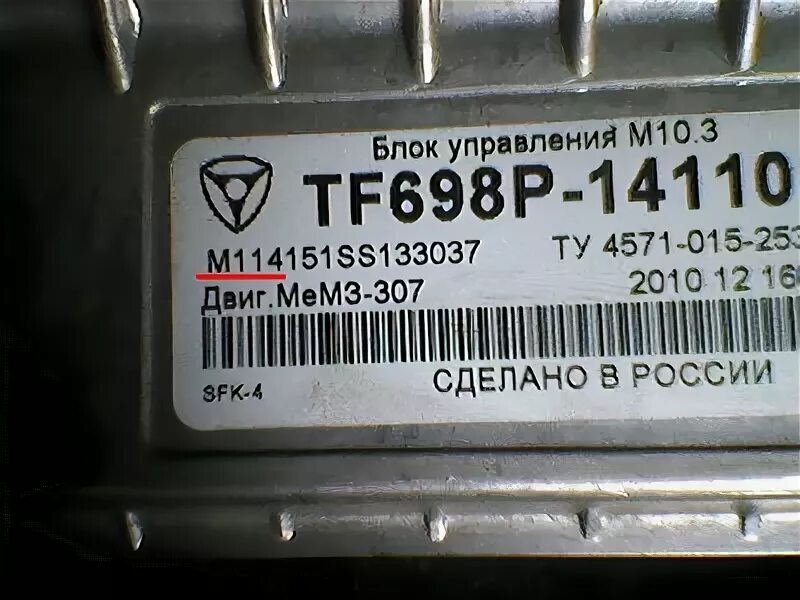 Блок управления М10.3
TF698P-14110
M114151SS133037
ТУ 4571-015-253
Двиг.МеМЗ-307
2010 12 16
SFK-4
СДЕЛАНО В РОССИИ